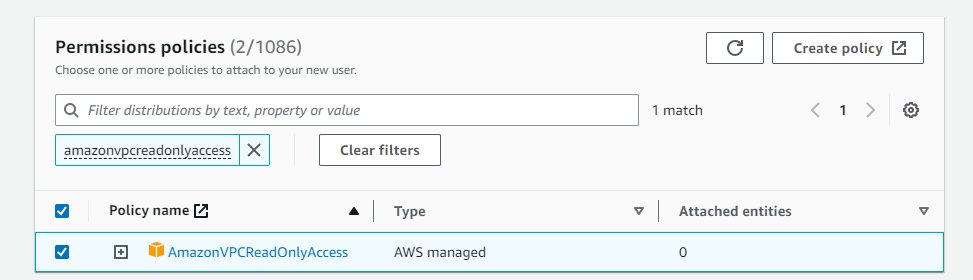 Permissions policies (2/1086)
Create policy
Choose one or more policies to attach to your new user.
Filter distributions by text, property or value
1 match
1
amazonvpcreadonlyaccess
Clear filters
Policy name Type Attached entities
AmazonVPCReadOnlyAccess AWS managed 0